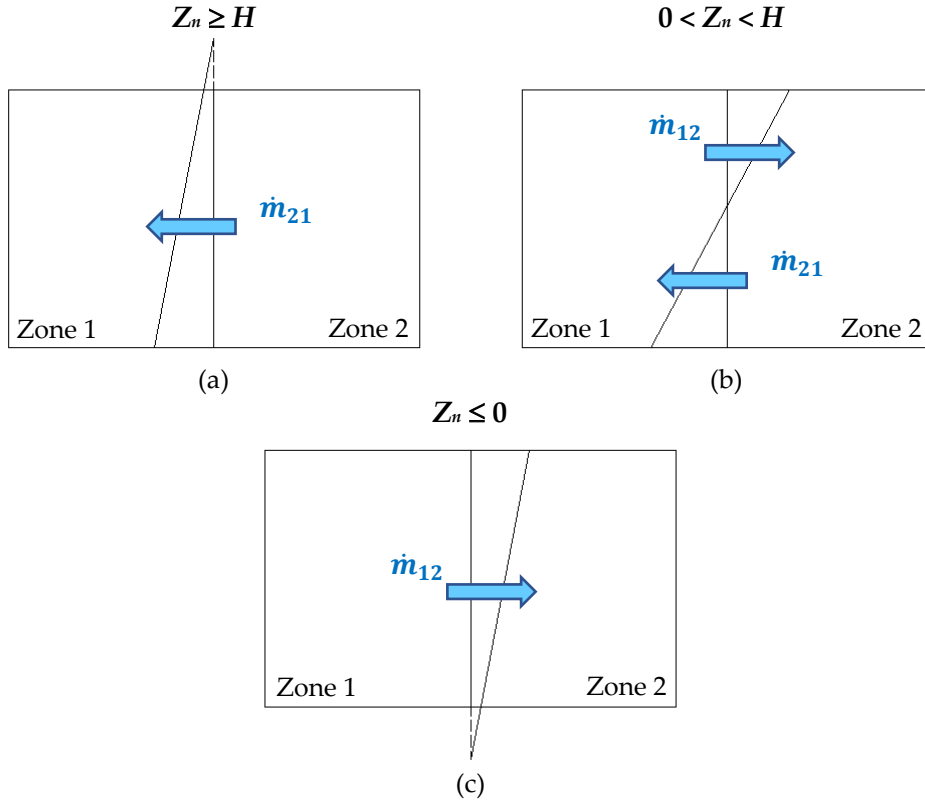 Zₙ ≥ H
0 < Zₙ < H
ṁ₂₁
Zone 1
Zone 2
(a)
ṁ₁₂
ṁ₂₁
Zone 1
Zone 2
(b)
Zₙ ≤ 0
ṁ₁₂
Zone 1
Zone 2
(c)